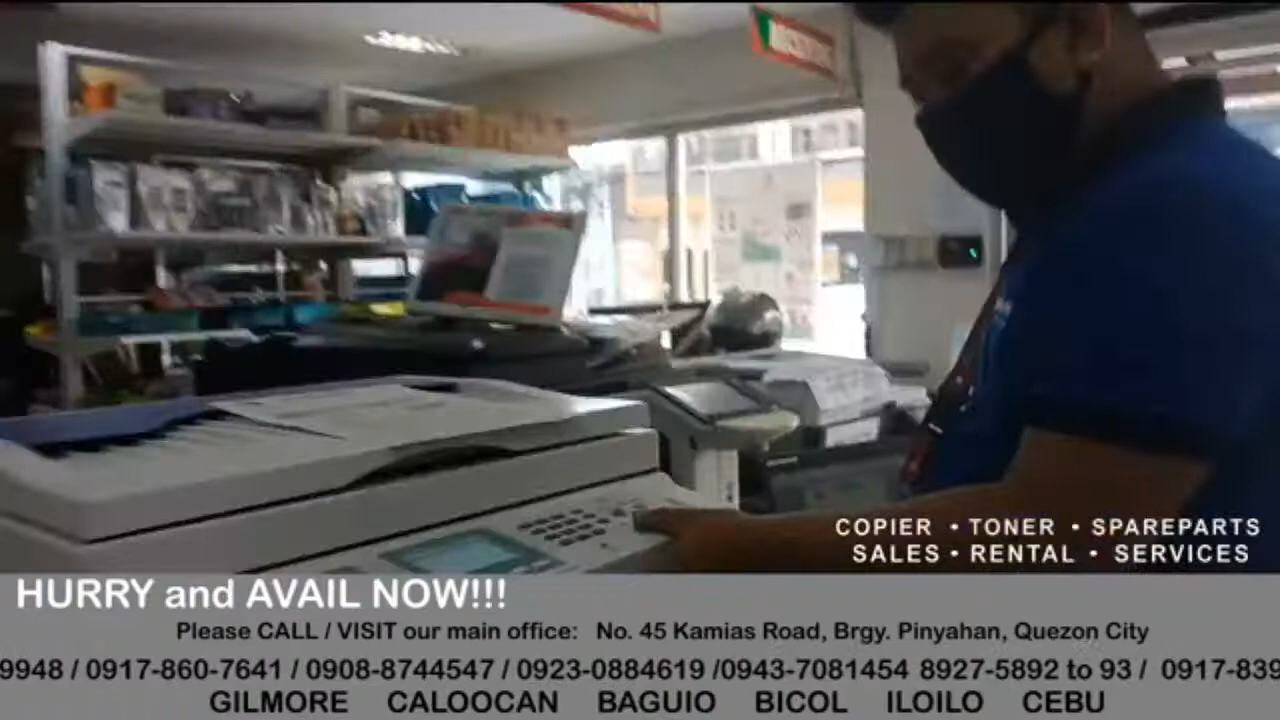 COPIER • TONER • SPAREPARTS
SALES • RENTAL • SERVICES
HURRY and AVAIL NOW!!!
Please CALL / VISIT our main office: No. 45 Kamias Road, Brgy. Pinyahan, Quezon City
9948 / 0917-860-7641 / 0908-8744547 / 0923-0884619 /0943-7081454 8927-5892 to 93 / 0917-839
GILMORE CALOOCAN BAGUIO BICOL ILOILO CEBU